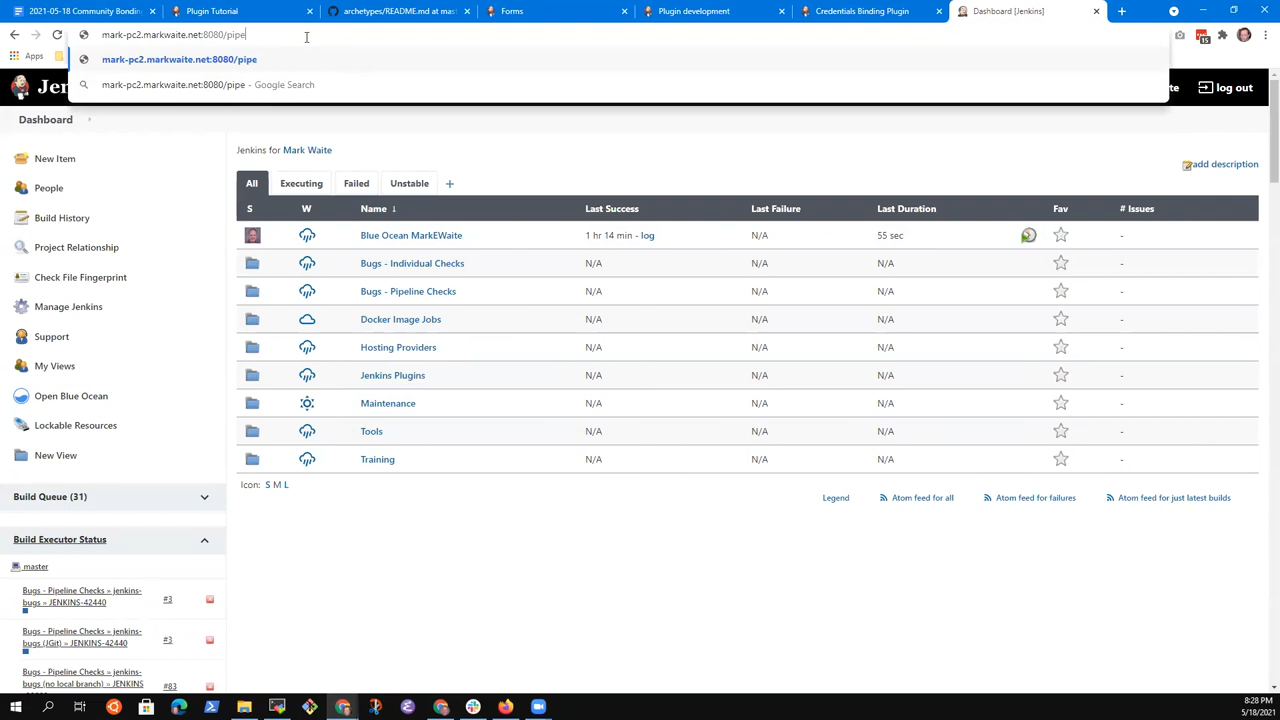 2021-05-18 Community Bonding
Plugin Tutorial
archetypes/README.md at mast
Forms
Plugin development
Credentials Binding Plugin
Dashboard [Jenkins]
mark-pc2.markwaite.net:8080/pipe
15
Apps
mark-pc2.markwaite.net:8080/pipe
mark-pc2.markwaite.net:8080/pipe - Google Search
Jen
te
log out
Dashboard
Jenkins for Mark Waite
add description
New Item
People
Build History
Project Relationship
Check File Fingerprint
Manage Jenkins
Support
My Views
Open Blue Ocean
Lockable Resources
New View
All Executing Failed Unstable +
S W Name ↓ Last Success Last Failure Last Duration Fav # Issues
Blue Ocean MarkEWaite 1 hr 14 min - log N/A 55 sec -
Bugs - Individual Checks N/A N/A N/A -
Bugs - Pipeline Checks N/A N/A N/A -
Docker Image Jobs N/A N/A N/A -
Hosting Providers N/A N/A N/A -
Jenkins Plugins N/A N/A N/A -
Maintenance N/A N/A N/A -
Tools N/A N/A N/A -
Training N/A N/A N/A -
Icon: S M L
Legend Atom feed for all Atom feed for failures Atom feed for just latest builds
Build Queue (31)
Build Executor Status
master
Bugs - Pipeline Checks » jenkins-
bugs » JENKINS-42440
#3
Bugs - Pipeline Checks » jenkins-
bugs (JGit) » JENKINS-42440
#3
Bugs - Pipeline Checks » jenkins-
bugs (no local branch) » JENKINS
#83
8:28 PM
5/18/2021